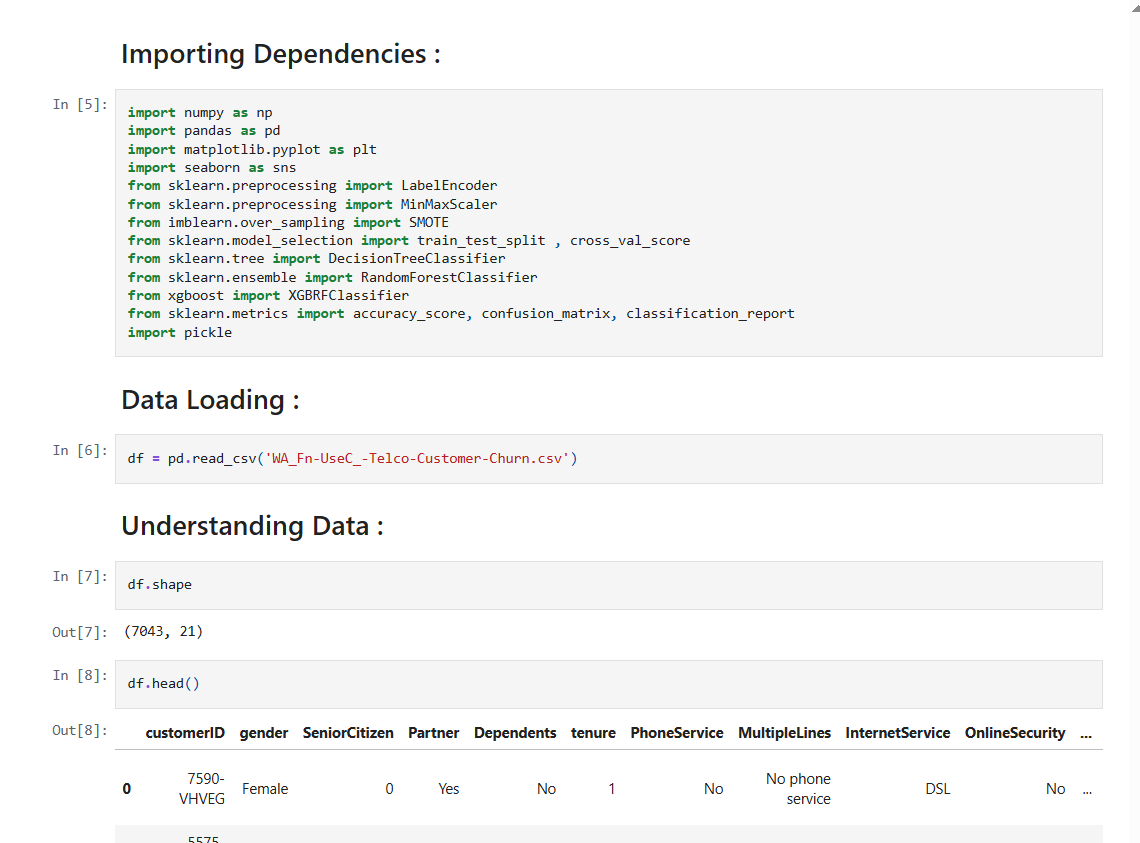 Importing Dependencies :
In [5]:
import numpy as np
import pandas as pd
import matplotlib.pyplot as plt
import seaborn as sns
from sklearn.preprocessing import LabelEncoder
from sklearn.preprocessing import MinMaxScaler
from imblearn.over_sampling import SMOTE
from sklearn.model_selection import train_test_split , cross_val_score
from sklearn.tree import DecisionTreeClassifier
from sklearn.ensemble import RandomForestClassifier
from xgboost import XGBRFClassifier
from sklearn.metrics import accuracy_score, confusion_matrix, classification_report
import pickle
Data Loading :
In [6]:
df = pd.read_csv('WA_Fn-UseC_-Telco-Customer-Churn.csv')
Understanding Data :
In [7]:
df.shape
Out[7]:
(7043, 21)
In [8]:
df.head()
Out[8]:
customerID gender SeniorCitizen Partner Dependents tenure PhoneService MultipleLines InternetService OnlineSecurity ...
0 7590-VHVEG Female 0 Yes No 1 No No phone service DSL No ...
5575-